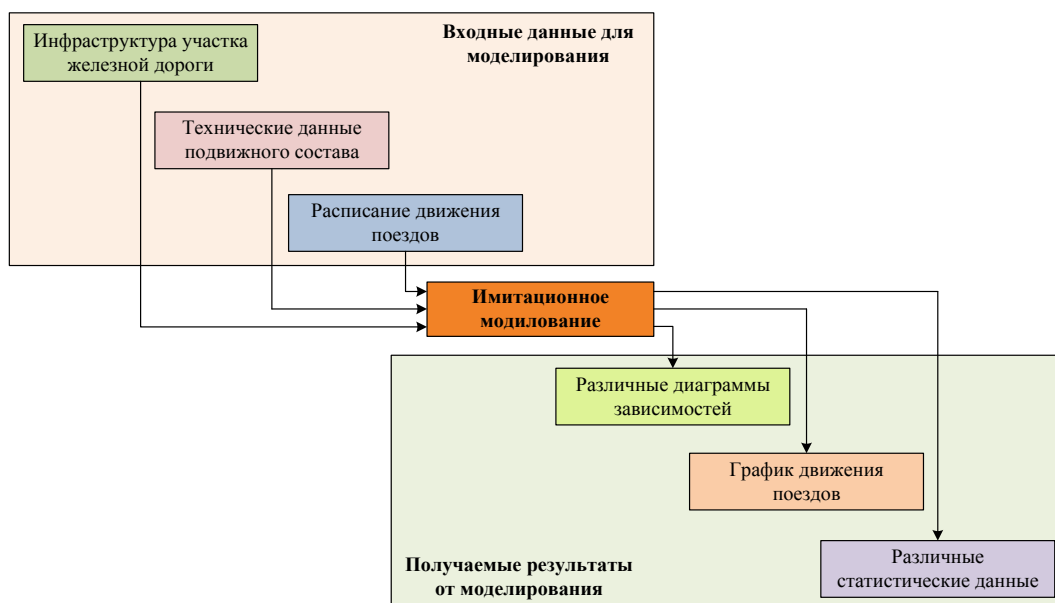 Входные данные для
моделирования
Инфраструктура участка
железной дороги
Технические данные
подвижного состава
Расписание движения
поездов
Имитационное
модилование
Различные диаграммы
зависимостей
График движения
поездов
Различные
статистические данные
Получаемые результаты
от моделирования